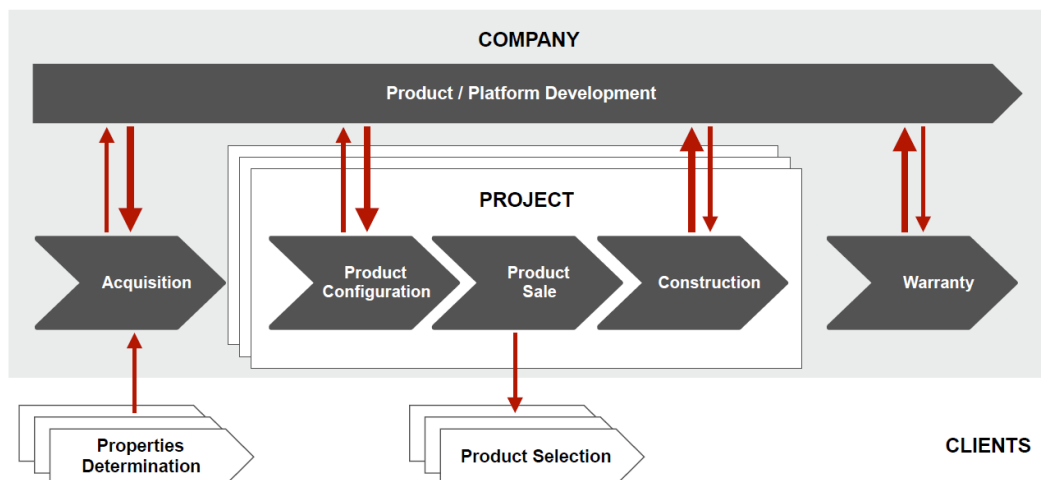 COMPANY
Product / Platform Development
PROJECT
Acquisition
Product
Configuration
Product
Sale
Construction
Warranty
Properties
Determination
Product Selection
CLIENTS